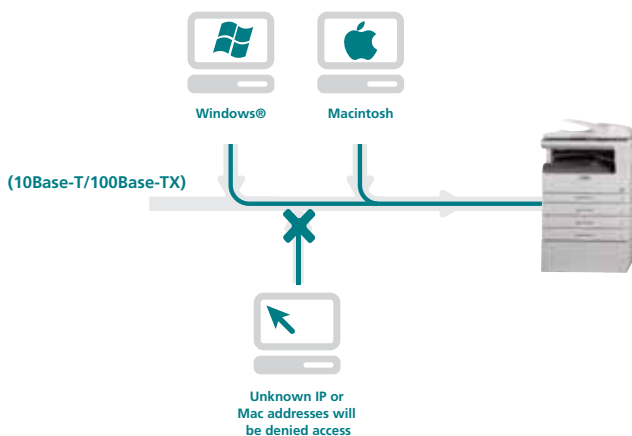 Windows®
Macintosh
(10Base-T/100Base-TX)
Unknown IP or
Mac addresses will
be denied access